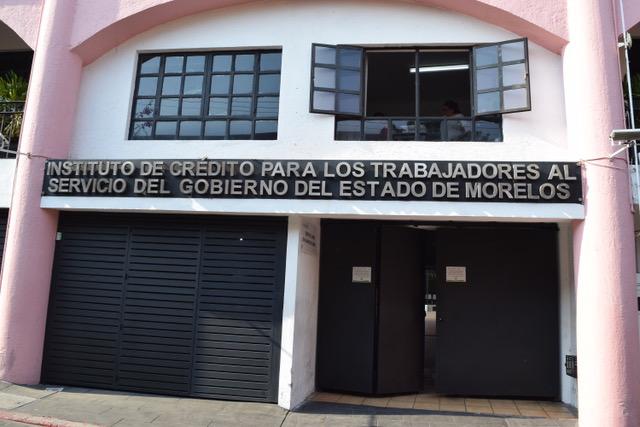 INSTITUTO DE CRÉDITO PARA LOS TRABAJADORES AL
SERVICIO DEL GOBIERNO DEL ESTADO DE MORELOS